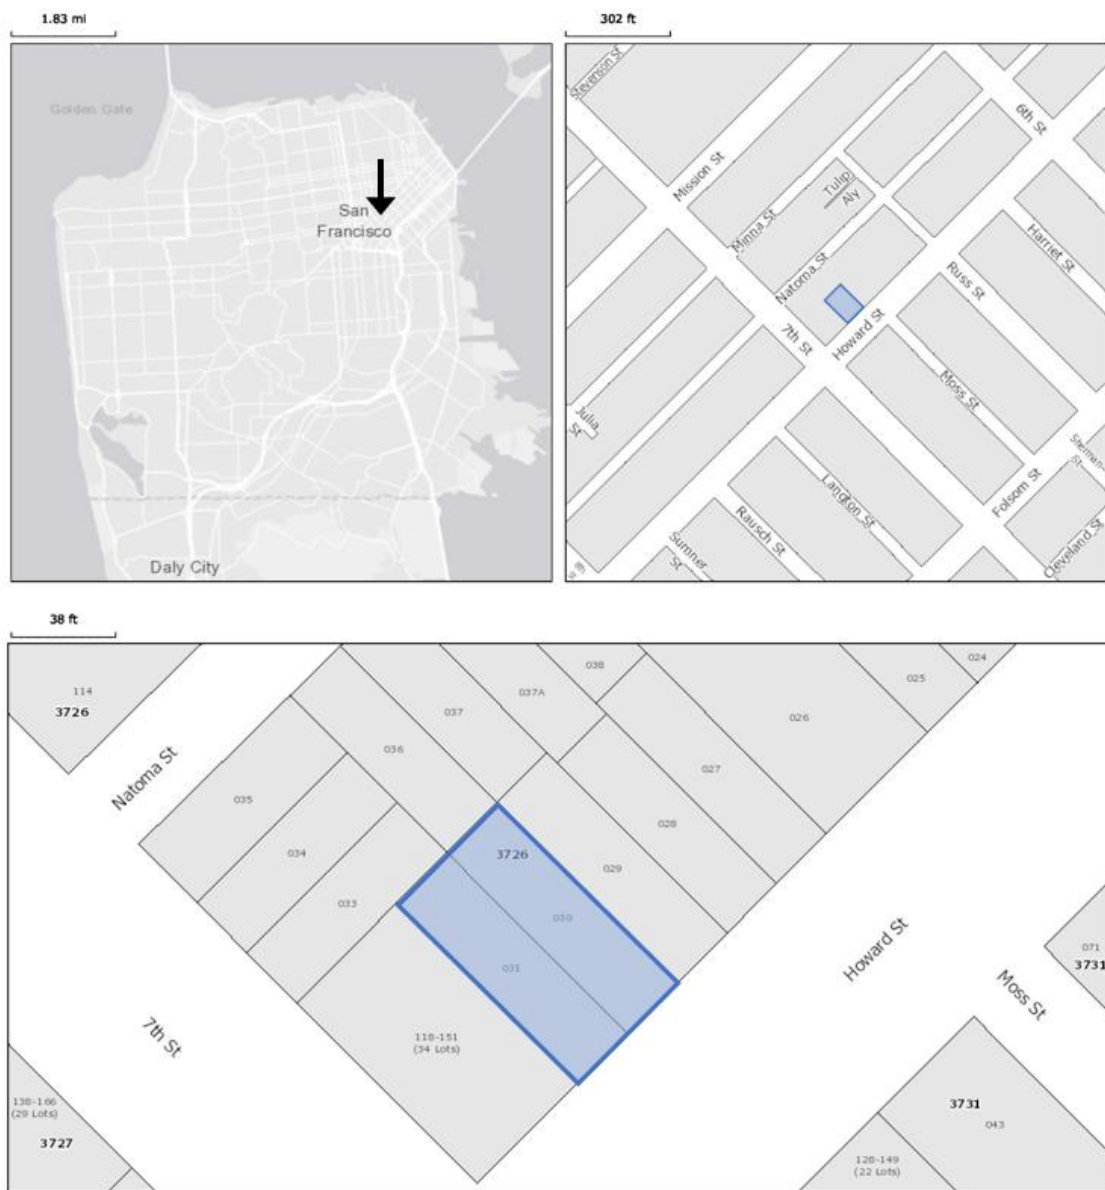 1.83 mi
302 ft
Golden Gate
San
Francisco
Daly City
Stevenson St
6th St
Mission St
Tulip
Aly
Minna St
Harriet St
Natoma St
Russ St
7th St
Howard St
Moss St
Julia
St
Sherman
St
Folsom St
Langton St
Rausch St
Sumner
St
Cleveland St
38 ft
114
3726
Natoma St
035
034
033
036
037
037A
038
024
025
026
027
028
029
3726
030
031
118-151
(34 Lots)
7th St
Howard St
Moss St
071
3731
138-166
(29 Lots)
3727
3731
043
128-149
(22 Lots)